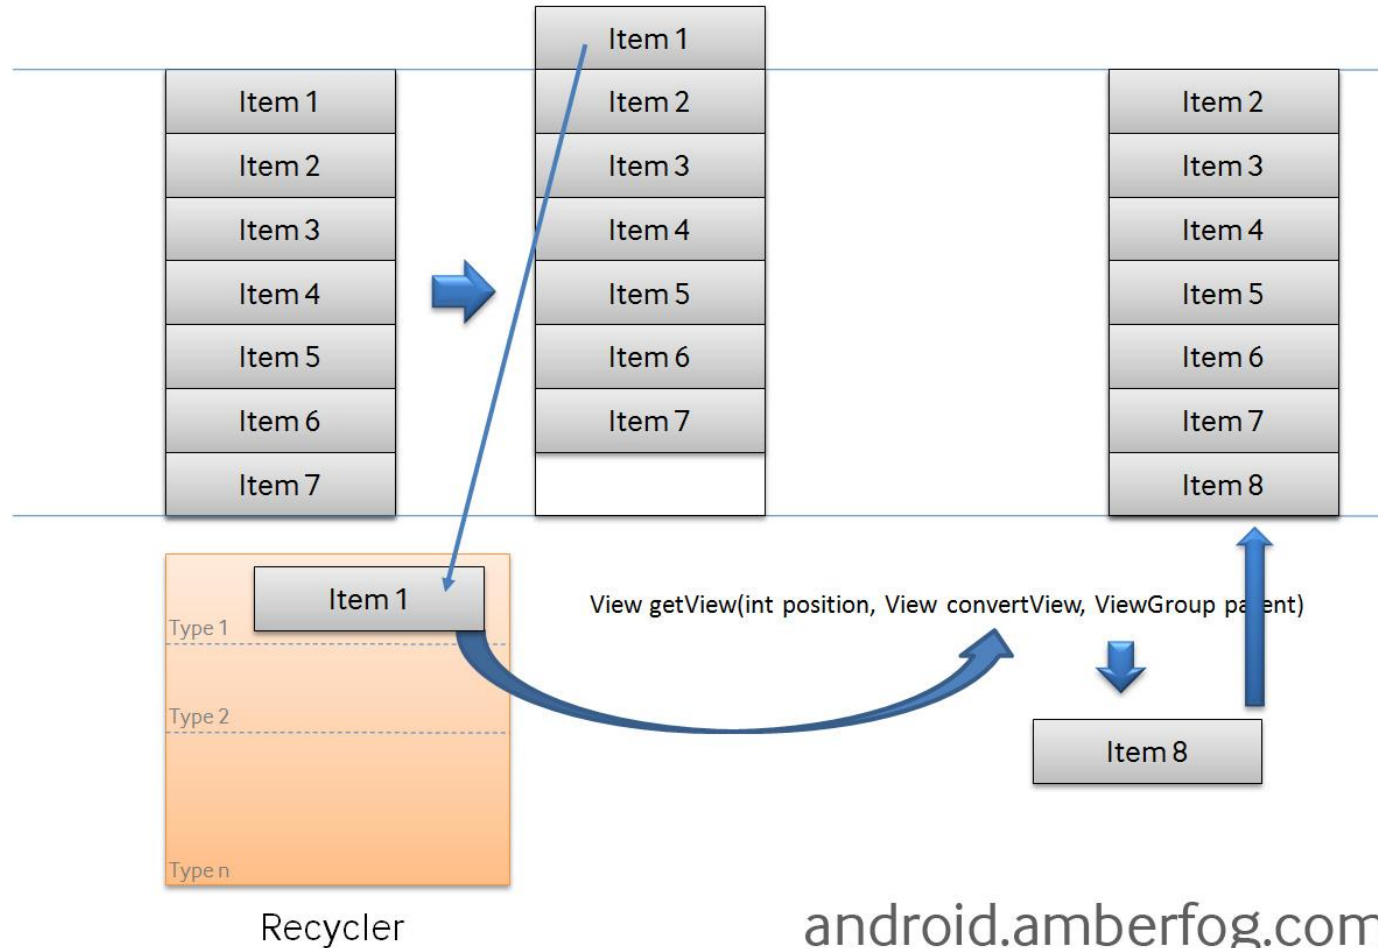 Item 1
Item 2
Item 3
Item 4
Item 5
Item 6
Item 7
Item 1
Item 2
Item 3
Item 4
Item 5
Item 6
Item 7
Item 2
Item 3
Item 4
Item 5
Item 6
Item 7
Item 8
Item 1
Type 1
Type 2
Type n
Recycler
View getView(int position, View convertView, ViewGroup parent)
Item 8
android.amberfog.com